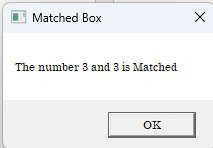 Matched Box
The number 3 and 3 is Matched
OK